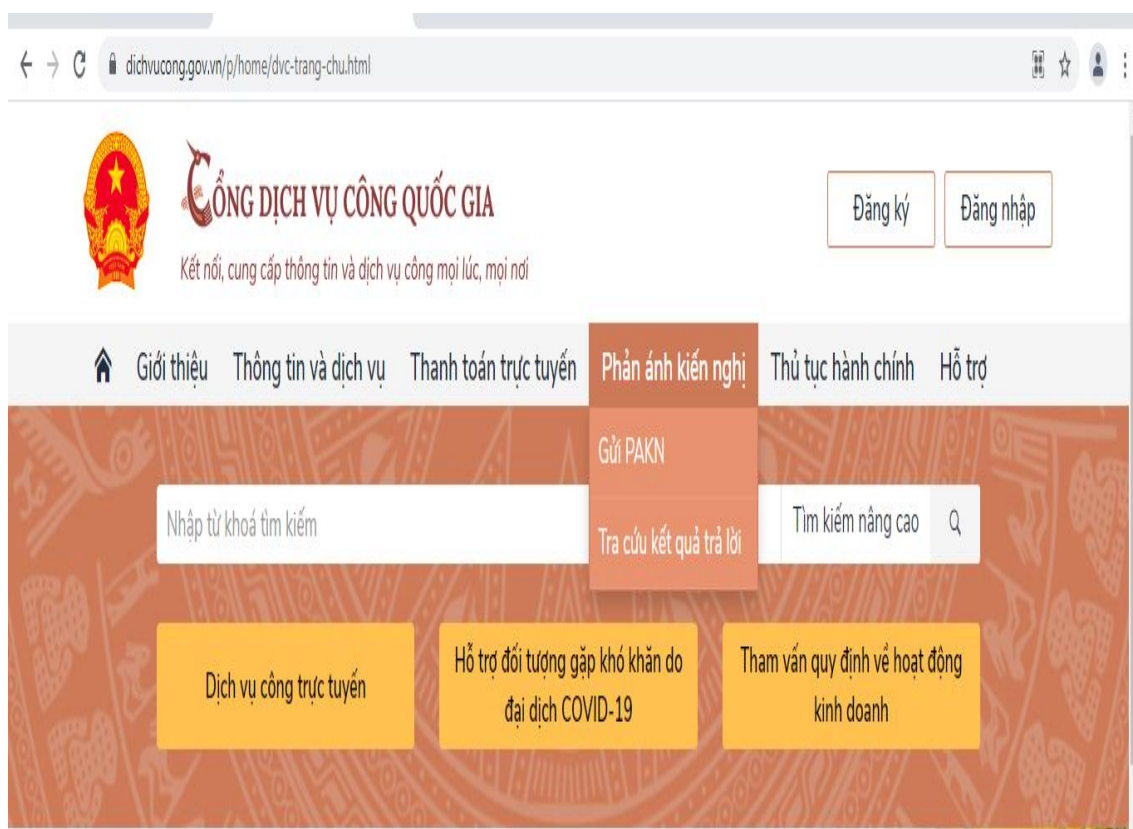 dichvucong.gov.vn/p/home/dvc-trang-chu.html
CỔNG DỊCH VỤ CÔNG QUỐC GIA
Kết nối, cung cấp thông tin và dịch vụ công mọi lúc, mọi nơi
Đăng ký
Đăng nhập
Giới thiệu Thông tin và dịch vụ Thanh toán trực tuyến Phản ánh kiến nghị Thủ tục hành chính Hỗ trợ
Gửi PAKN
Nhập từ khoá tìm kiếm
Tra cứu kết quả trả lời
Tìm kiếm nâng cao
Dịch vụ công trực tuyến
Hỗ trợ đối tượng gặp khó khăn do
đại dịch COVID-19
Tham vấn quy định về hoạt động
kinh doanh